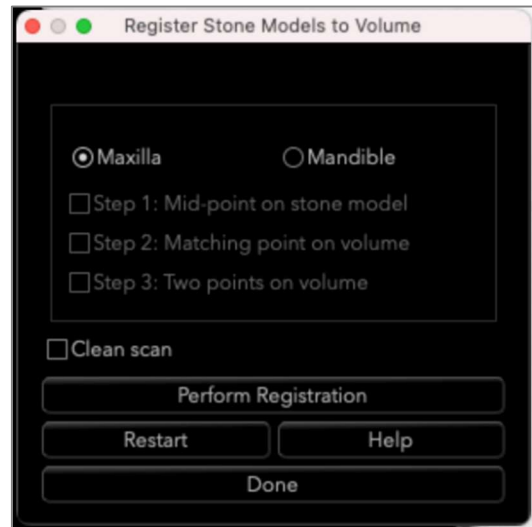 Register Stone Models to Volume
Maxilla Mandible
Step 1: Mid-point on stone model
Step 2: Matching point on volume
Step 3: Two points on volume
Clean scan
Perform Registration
Restart Help
Done